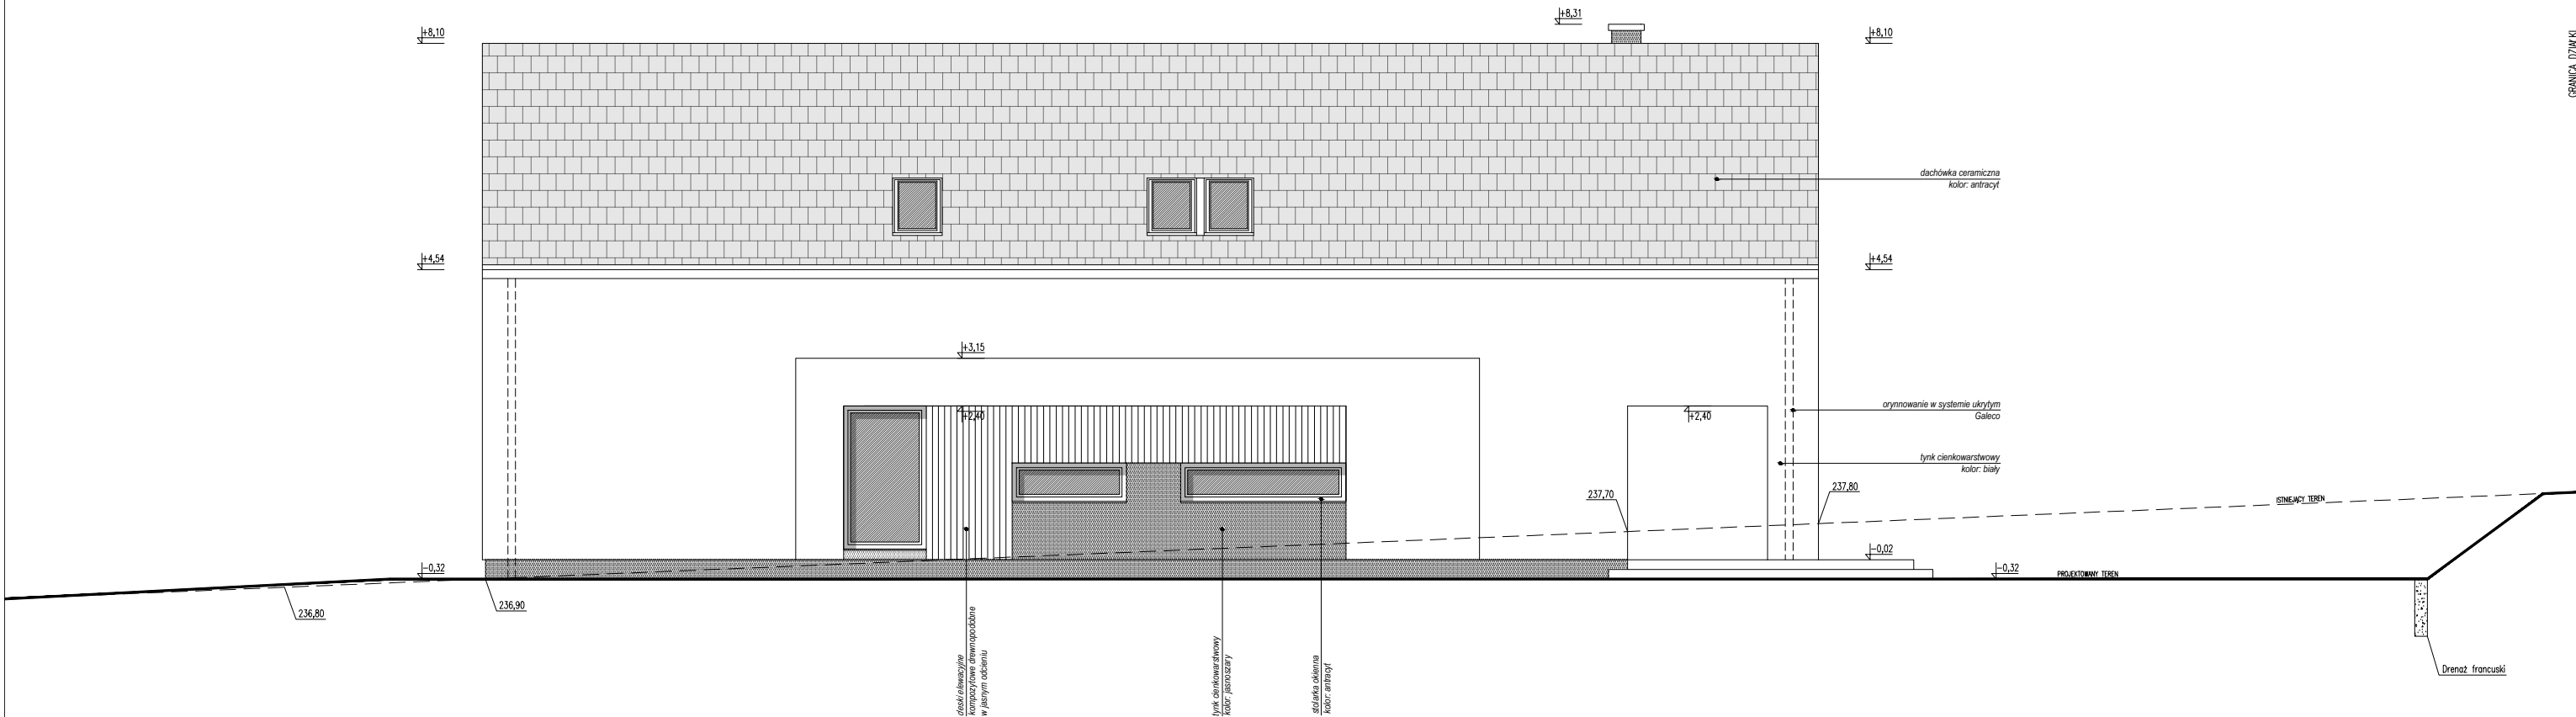 +8,31
+8,10
+8,10
GRANICA DZIAŁKI
dachówka ceramiczna
kolor: antracyt
+4,54
+4,54
+3,15
+2,40
+2,40
orynnowanie w systemie ukrytym
Galeco
tynk cienkowarstwowy
kolor: biały
237,70
237,80
ISTNIEJĄCY TEREN
-0,02
-0,32
-0,32
PROJEKTOWANY TEREN
236,80
236,90
deski elewacyjne
kompozytowe drewnopodobne
w jasnym odcieniu
tynk cienkowarstwowy
kolor: jasnoszary
stolarka okienna
kolor: antracyt
Drenaż francuski